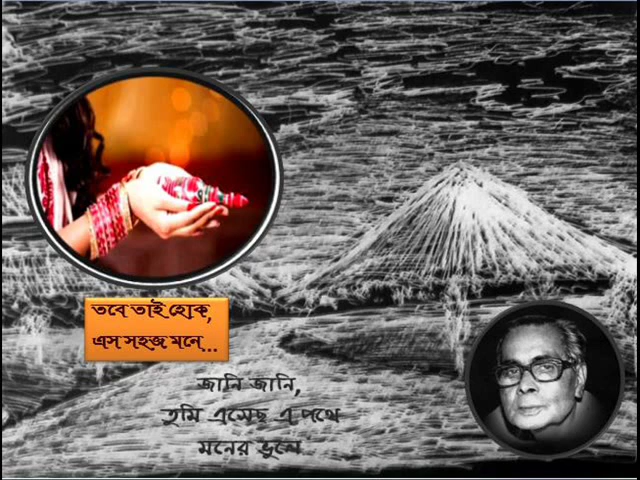 তবে তাই হোক,
এস সহজ মনে...
জানি জানি,
তুমি এসেছ এ পথে
মনের ভুলে